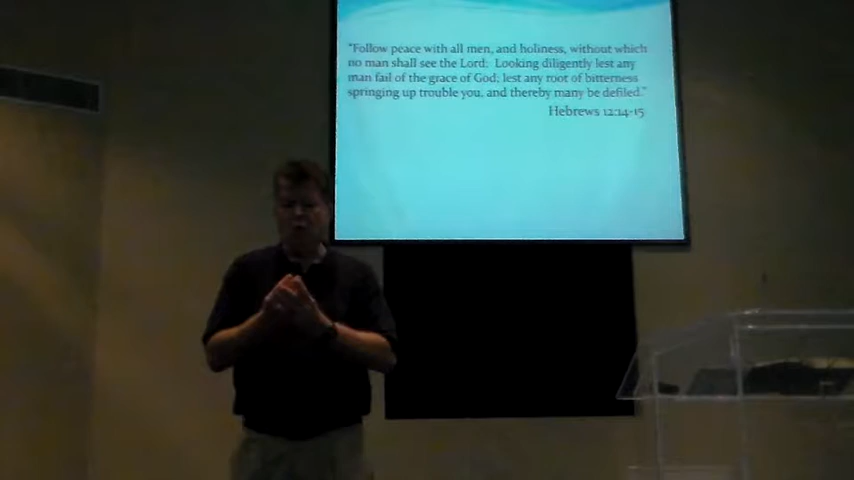 "Follow peace with all men, and holiness, without which
no man shall see the Lord: Looking diligently lest any
man fail of the grace of God; lest any root of bitterness
springing up trouble you, and thereby many be defiled."
Hebrews 12:14-15